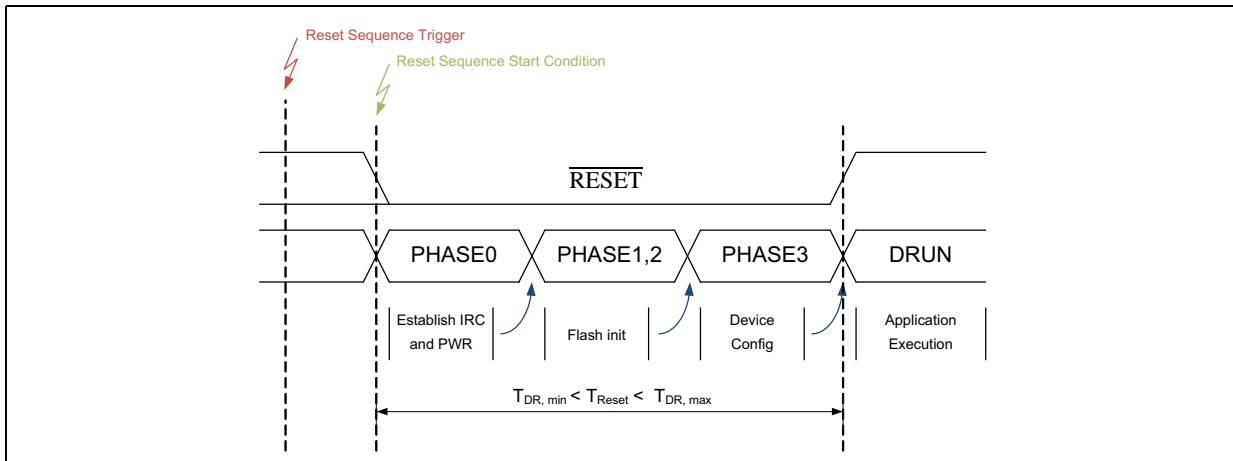 Reset Sequence Trigger
Reset Sequence Start Condition
RESET
PHASE0
PHASE1,2
PHASE3
DRUN
Establish IRC
and PWR
Flash init
Device
Config
Application
Execution
TDR, min < TReset < TDR, max